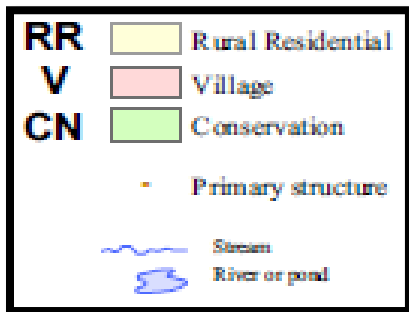 RR Rural Residential
V Village
CN Conservation
Primary structure
Stream
River or pond